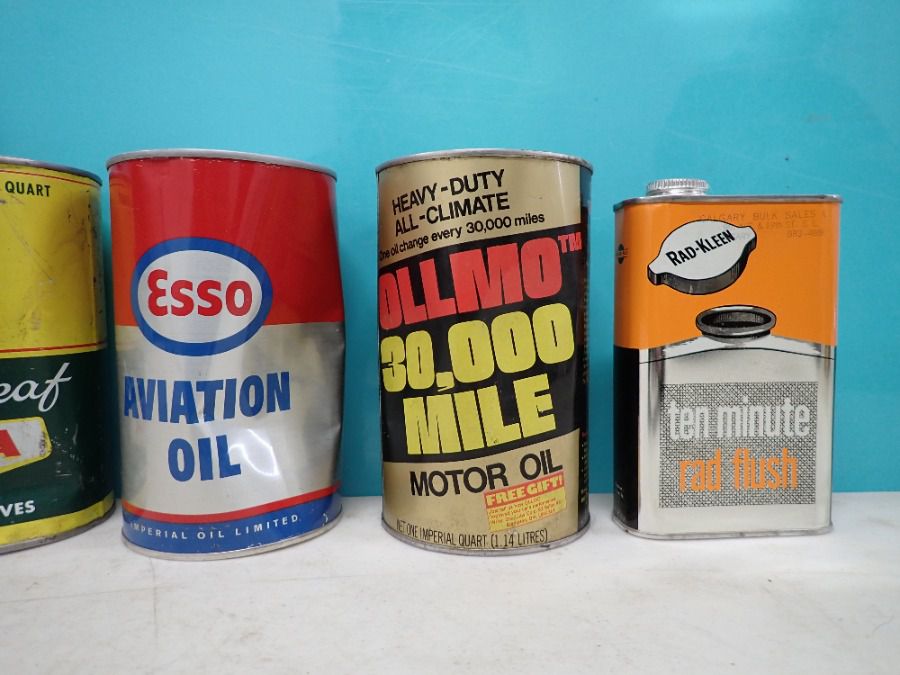 QUART
eaf
A
VES
Esso
AVIATION
OIL
IMPERIAL OIL LIMITED
HEAVY-DUTY
ALL-CLIMATE
One oil change every 30,000 miles
OLLMO™
30,000
MILE
MOTOR OIL
FREE GIFT!
NET ONE IMPERIAL QUART (1.14 LITRES)
CALGARY BULK SALES
RAD-KLEEN
ten minute
rad flush